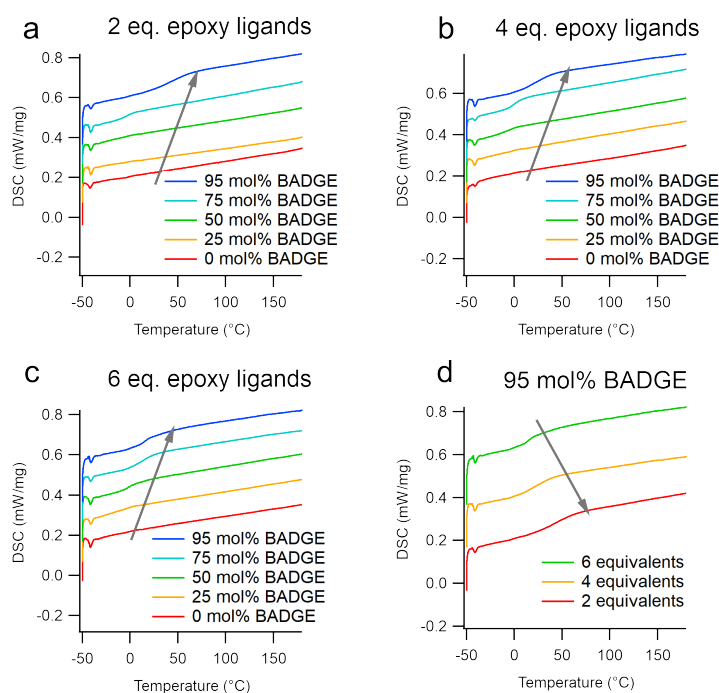 a
2 eq. epoxy ligands
0.8
0.6
0.4
0.2
0.0
-0.2
DSC (mW/mg)
95 mol% BADGE
75 mol% BADGE
50 mol% BADGE
25 mol% BADGE
0 mol% BADGE
-50 0 50 100 150
Temperature (°C)
b
4 eq. epoxy ligands
0.6
0.4
0.2
0.0
-0.2
DSC (mW/mg)
95 mol% BADGE
75 mol% BADGE
50 mol% BADGE
25 mol% BADGE
0 mol% BADGE
-50 0 50 100 150
Temperature (°C)
c
6 eq. epoxy ligands
0.8
0.6
0.4
0.2
0.0
-0.2
DSC (mW/mg)
95 mol% BADGE
75 mol% BADGE
50 mol% BADGE
25 mol% BADGE
0 mol% BADGE
-50 0 50 100 150
Temperature (°C)
d
95 mol% BADGE
0.8
0.6
0.4
0.2
0.0
-0.2
DSC (mW/mg)
6 equivalents
4 equivalents
2 equivalents
-50 0 50 100 150
Temperature (°C)